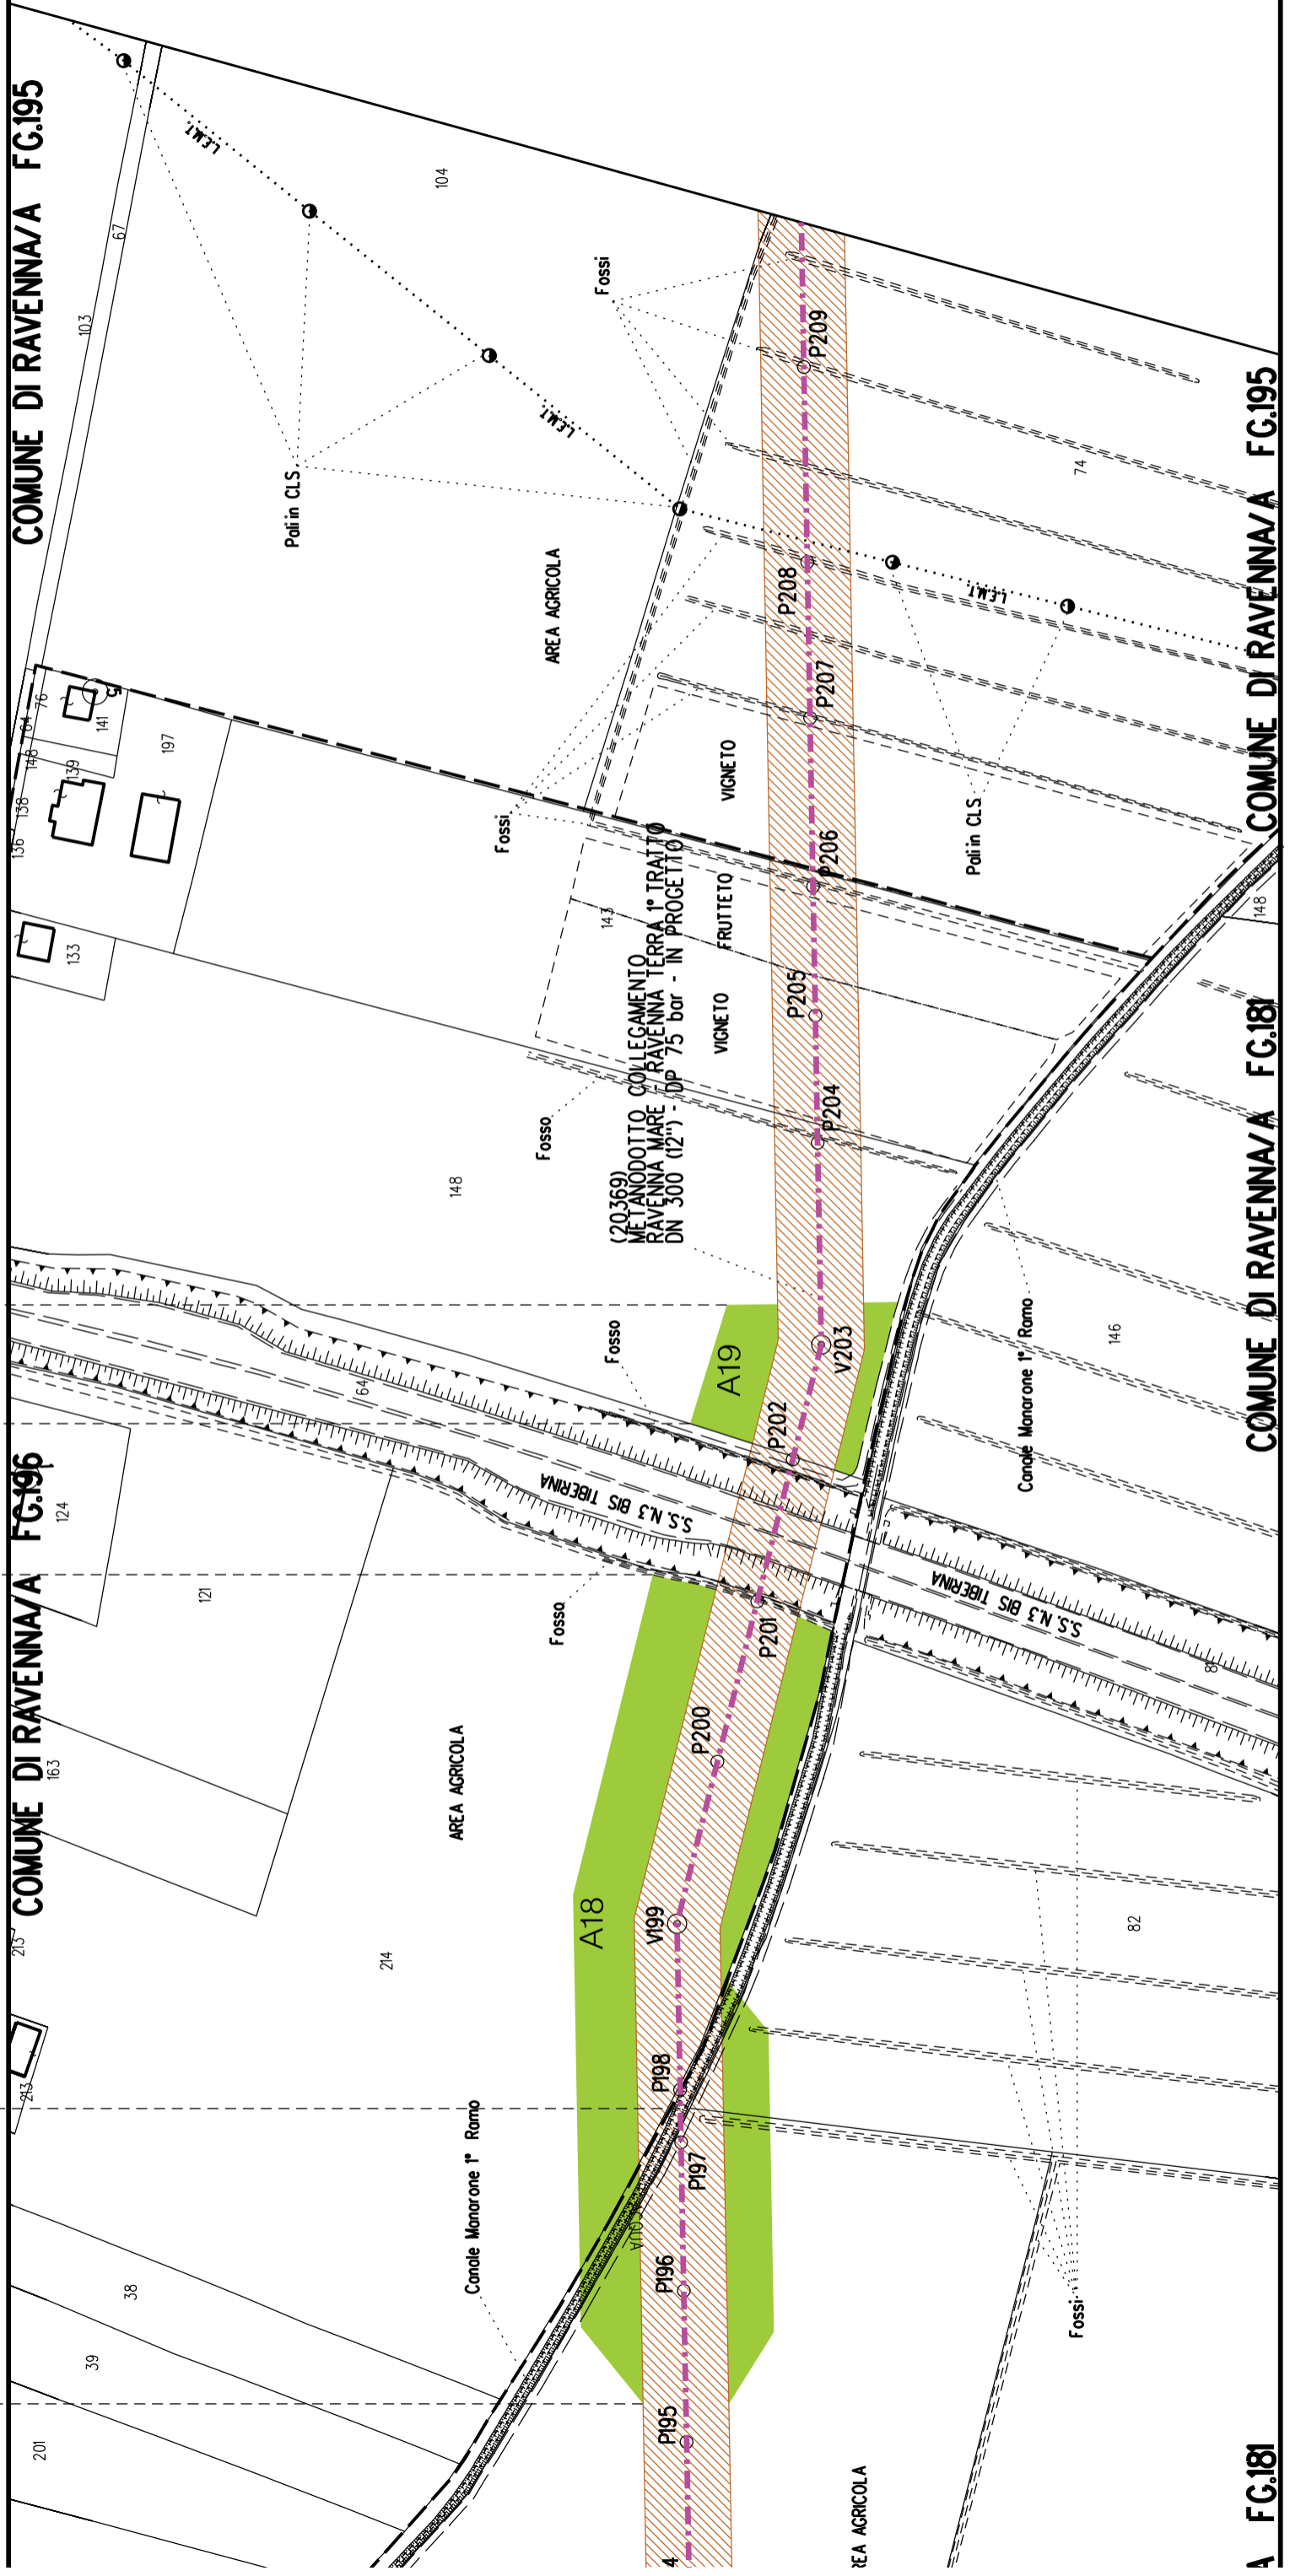 COMUNE DI RAVENNA/A FG.195
103
67
104
L.E.M.T.
L.E.M.T.
Pali in CLS
Fossi
AREA AGRICOLA
P209
P208
P207
P206
P205
P204
V203
P202
P201
P200
V199
P198
P197
P196
P195
74
L.E.M.T.
Pali in CLS
COMUNE DI RAVENNA/A FG.195
76
64
5
141
148
139
197
138
136
133
Fossi
143
VIGNETO
FRUTTETO
VIGNETO
(20369)
METANODOTTO COLLEGAMENTO
RAVENNA MARE - RAVENNA TERRA 1° TRATTO
DN 300 (12") - DP 75 bar - IN PROGETTO
Fosso
148
148
COMUNE DI RAVENNA/A FG.181
146
Canale Manarone 1° Ramo
Fosso
A19
64
S.S. N.3 BIS TIBERINA
S.S. N.3 BIS TIBERINA
Fosso
COMUNE DI RAVENNA/A FG.196
124
121
163
AREA AGRICOLA
A18
214
213
213
82
Canale Manarone 1° Ramo
38
39
201
Fossi
REA AGRICOLA
4
A FG.181